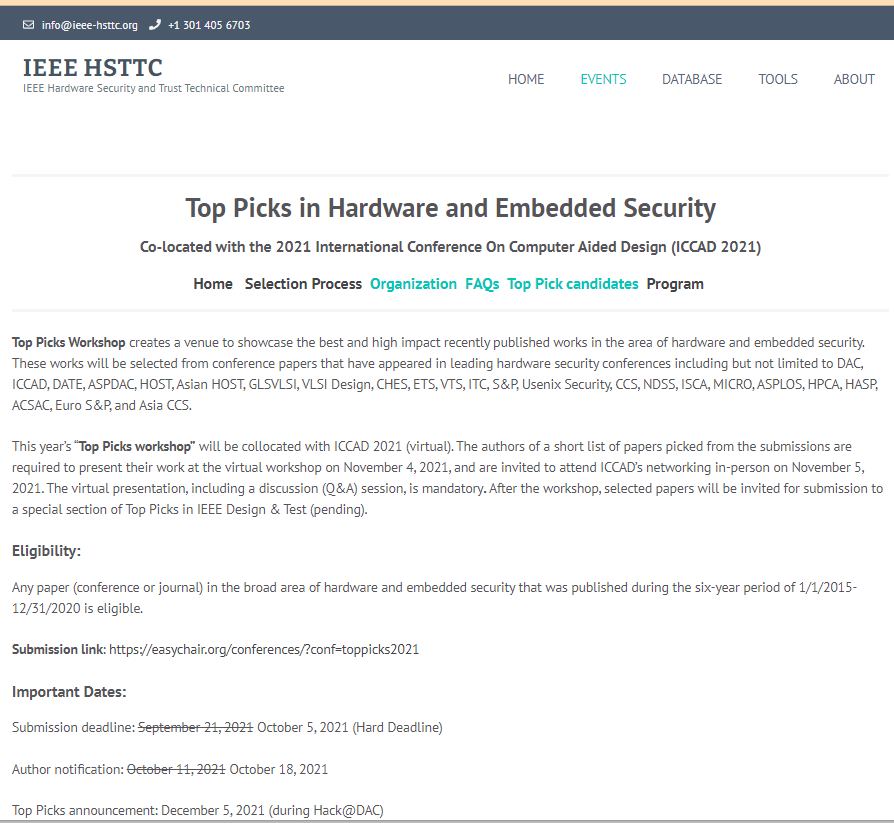 info@ieee-hsttc.org +1 301 405 6703
IEEE HSTTC
IEEE Hardware Security and Trust Technical Committee
HOME EVENTS DATABASE TOOLS ABOUT
Top Picks in Hardware and Embedded Security
Co-located with the 2021 International Conference On Computer Aided Design (ICCAD 2021)
Home Selection Process Organization FAQs Top Pick candidates Program
Top Picks Workshop creates a venue to showcase the best and high impact recently published works in the area of hardware and embedded security.
These works will be selected from conference papers that have appeared in leading hardware security conferences including but not limited to DAC,
ICCAD, DATE, ASPDAC, HOST, Asian HOST, GLSVLSI, VLSI Design, CHES, ETS, VTS, ITC, S&P, Usenix Security, CCS, NDSS, ISCA, MICRO, ASPLOS, HPCA, HASP,
ACSAC, Euro S&P, and Asia CCS.
This year's “Top Picks workshop” will be collocated with ICCAD 2021 (virtual). The authors of a short list of papers picked from the submissions are
required to present their work at the virtual workshop on November 4, 2021, and are invited to attend ICCAD's networking in-person on November 5,
2021. The virtual presentation, including a discussion (Q&A) session, is mandatory. After the workshop, selected papers will be invited for submission to
a special section of Top Picks in IEEE Design & Test (pending).
Eligibility:
Any paper (conference or journal) in the broad area of hardware and embedded security that was published during the six-year period of 1/1/2015-
12/31/2020 is eligible.
Submission link: https://easychair.org/conferences/?conf=toppicks2021
Important Dates:
Submission deadline: September 21, 2021 October 5, 2021 (Hard Deadline)
Author notification: October 11, 2021 October 18, 2021
Top Picks announcement: December 5, 2021 (during Hack@DAC)